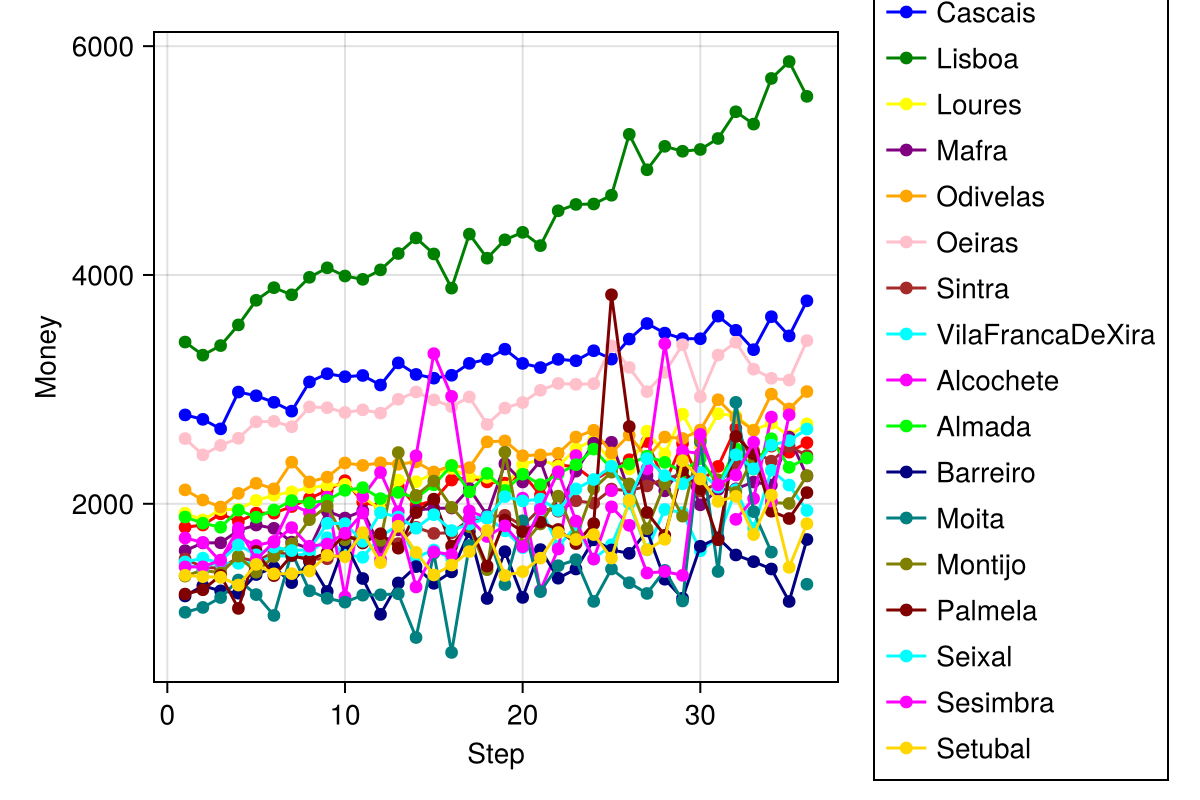 6000
4000
2000
Money
0 10 20 30
Step
Cascais
Lisboa
Loures
Mafra
Odivelas
Oeiras
Sintra
VilaFrancaDeXira
Alcochete
Almada
Barreiro
Moita
Montijo
Palmela
Seixal
Sesimbra
Setubal